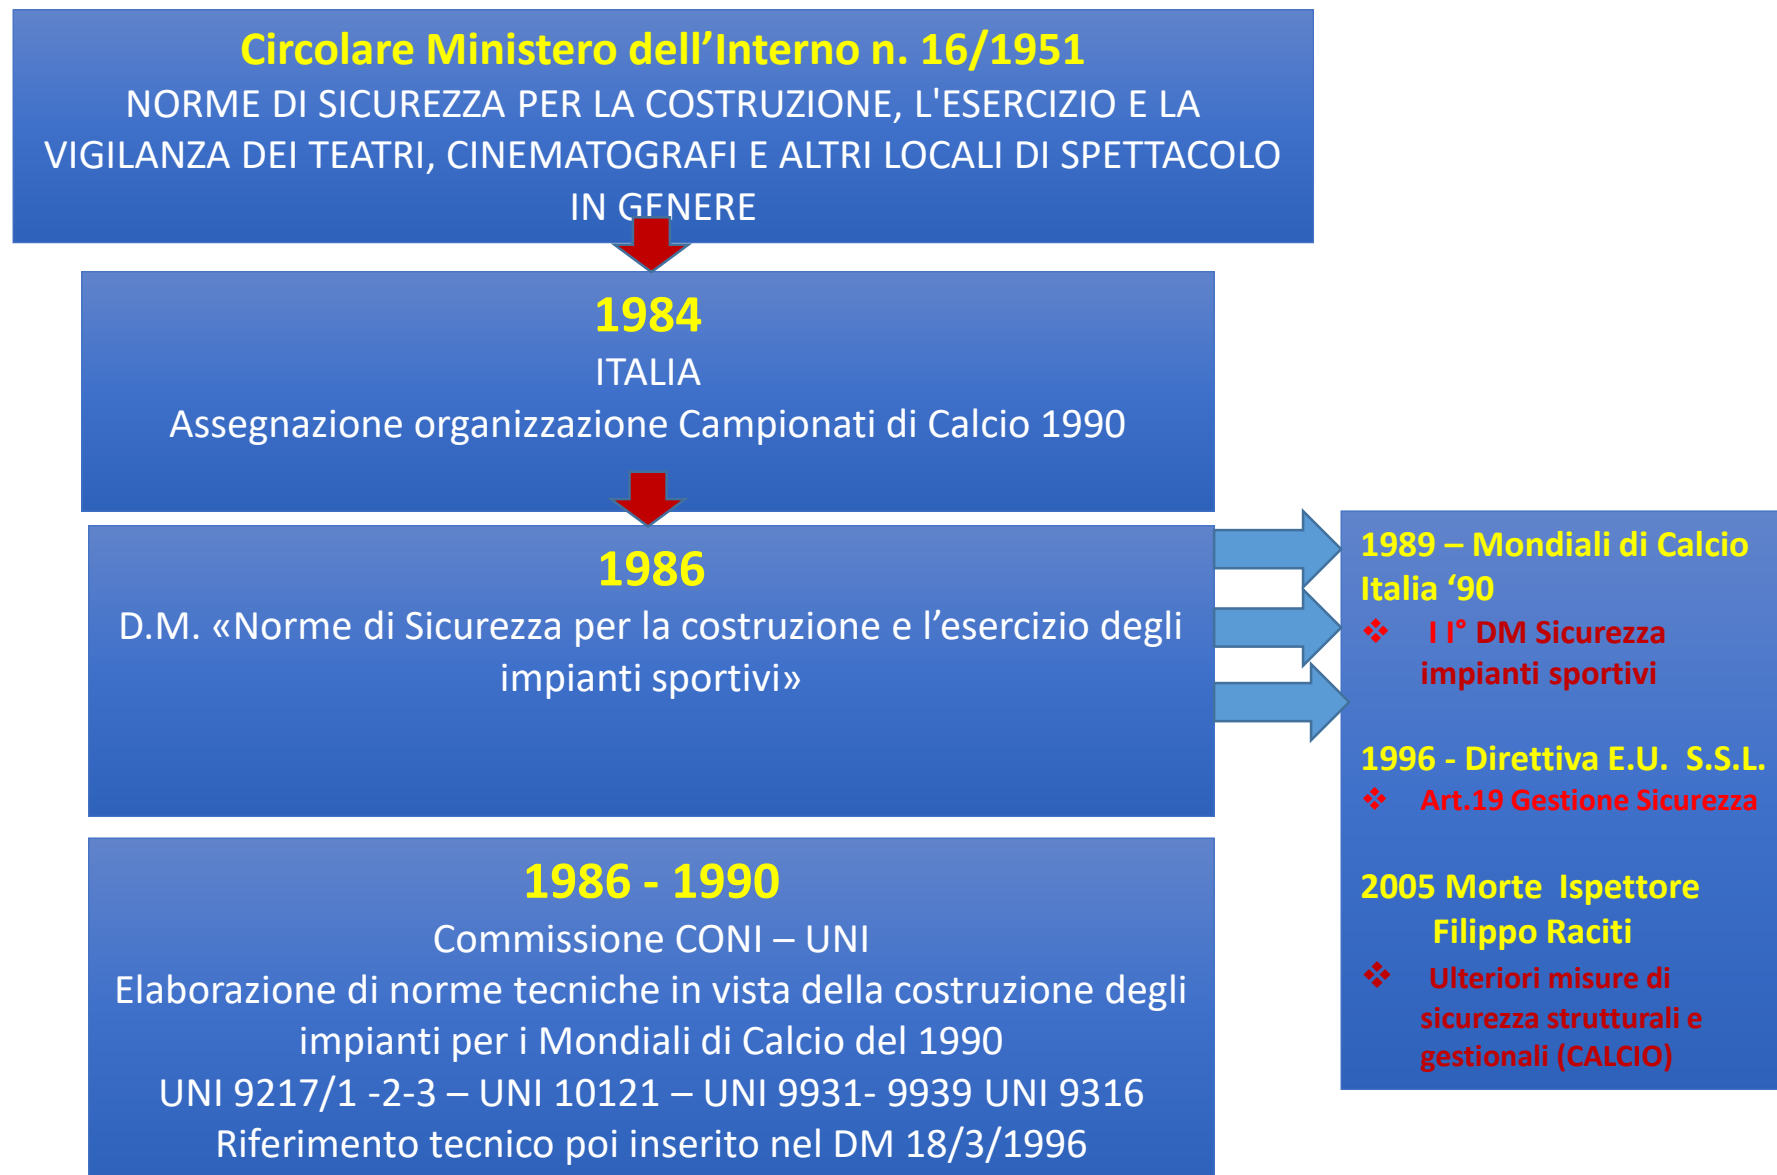 Circolare Ministero dell’Interno n. 16/1951
NORME DI SICUREZZA PER LA COSTRUZIONE, L'ESERCIZIO E LA
VIGILANZA DEI TEATRI, CINEMATOGRAFI E ALTRI LOCALI DI SPETTACOLO
IN GENERE
1984
ITALIA
Assegnazione organizzazione Campionati di Calcio 1990
1986
D.M. «Norme di Sicurezza per la costruzione e l’esercizio degli
impianti sportivi»
1986 - 1990
Commissione CONI – UNI
Elaborazione di norme tecniche in vista della costruzione degli
impianti per i Mondiali di Calcio del 1990
UNI 9217/1 -2-3 – UNI 10121 – UNI 9931- 9939 UNI 9316
Riferimento tecnico poi inserito nel DM 18/3/1996
1989 – Mondiali di Calcio
Italia ‘90
❖ I I° DM Sicurezza
impianti sportivi
1996 - Direttiva E.U. S.S.L.
❖ Art.19 Gestione Sicurezza
2005 Morte Ispettore
Filippo Raciti
❖ Ulteriori misure di
sicurezza strutturali e
gestionali (CALCIO)